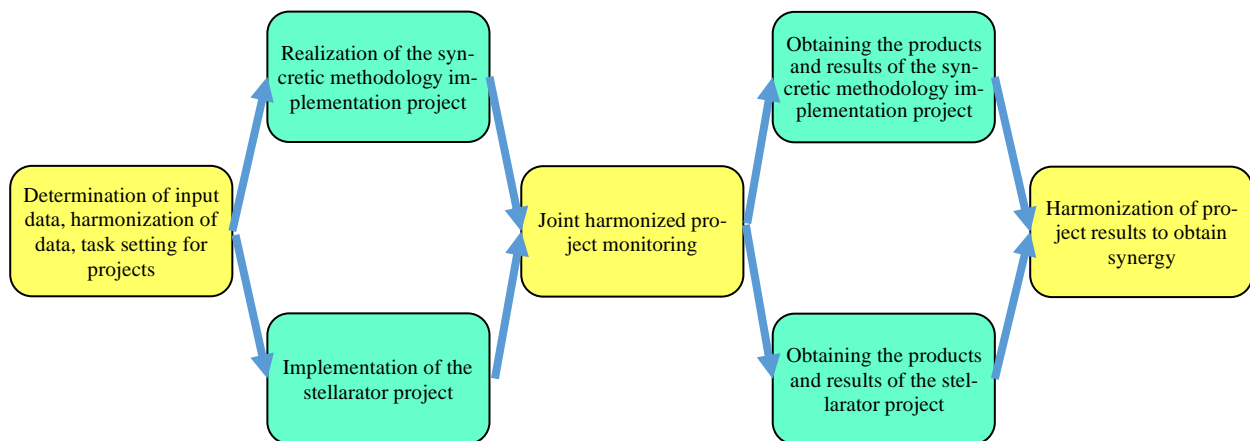 Realization of the syn-
cretic methodology im-
plementation project
Obtaining the products
and results of the syn-
cretic methodology im-
plementation project
Determination of input
data, harmonization of
data, task setting for
projects
Joint harmonized pro-
ject monitoring
Harmonization of pro-
ject results to obtain
synergy
Implementation of the
stellarator project
Obtaining the products
and results of the stel-
larator project